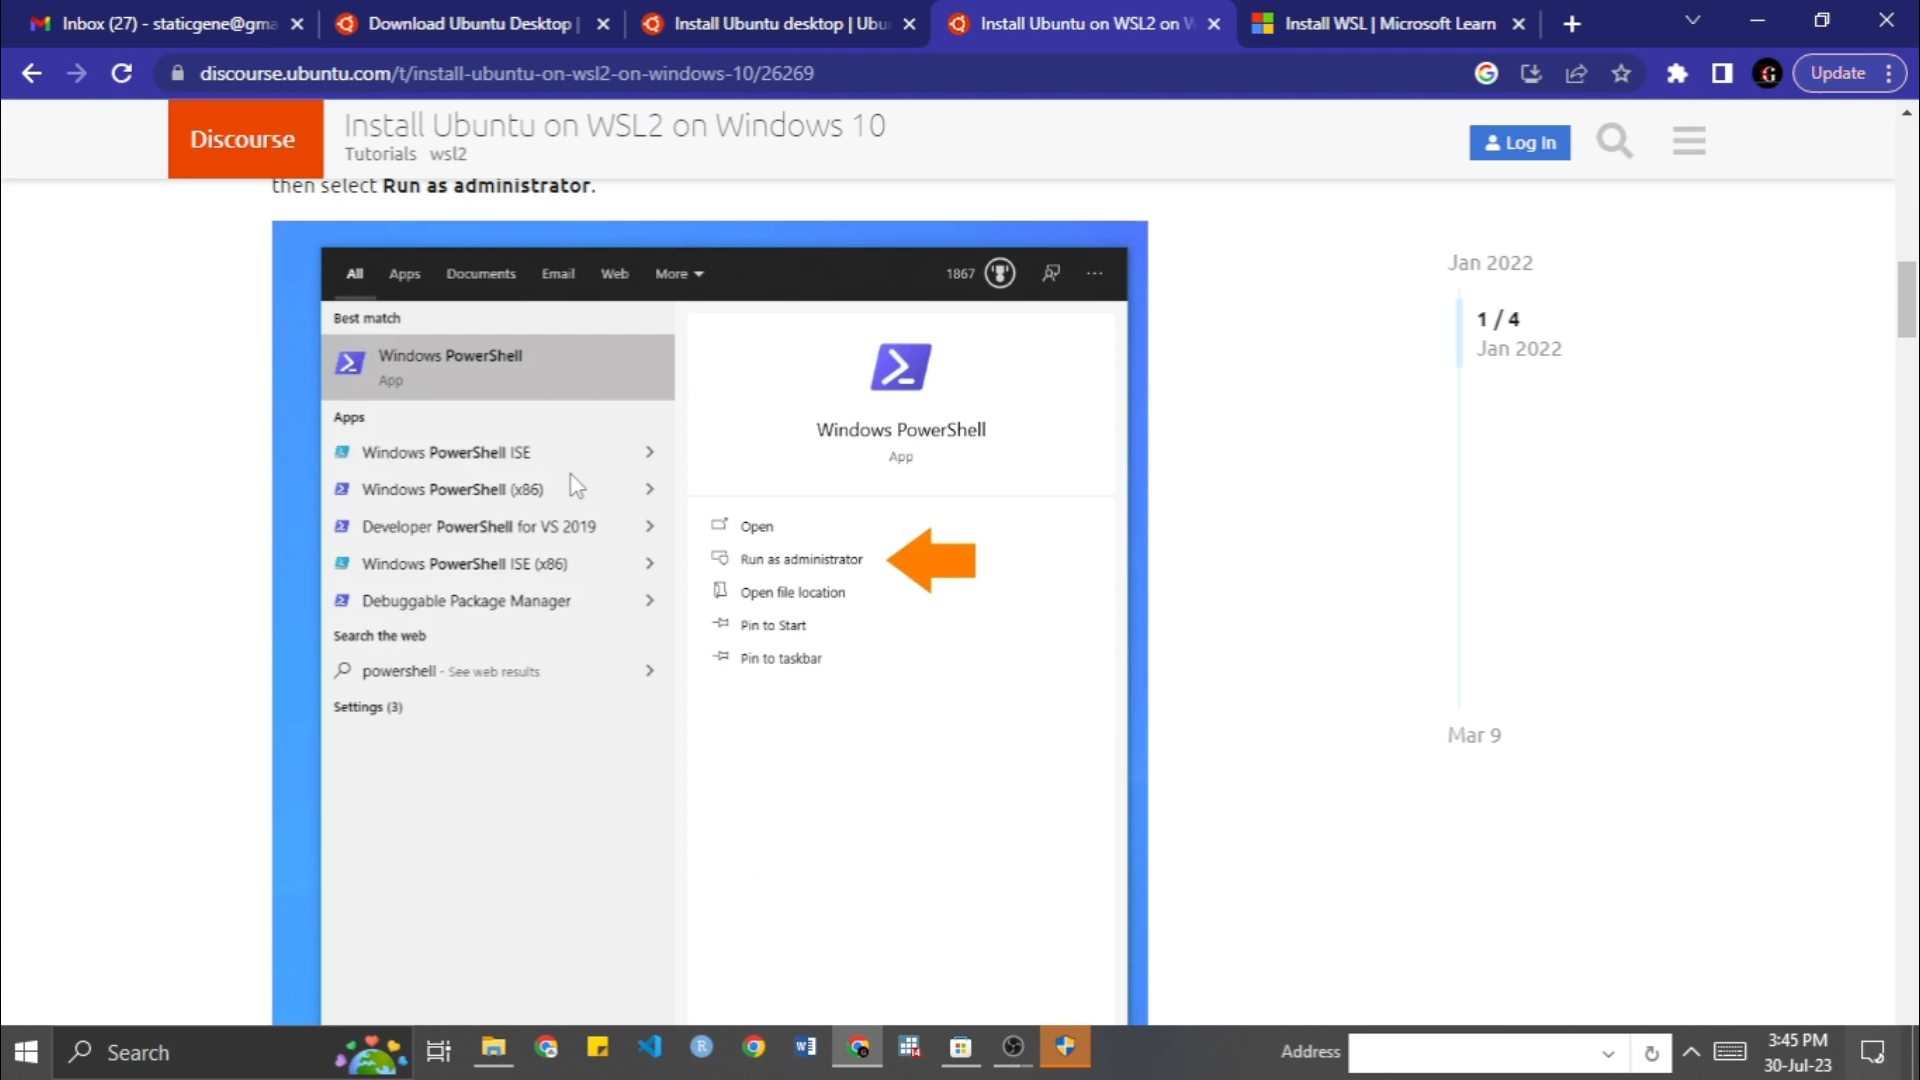 Inbox (27) - staticgene@gma
Download Ubuntu Desktop |
Install Ubuntu desktop | Ubu
Install Ubuntu on WSL2 on W
Install WSL | Microsoft Learn
discourse.ubuntu.com/t/install-ubuntu-on-wsl2-on-windows-10/26269
Update
Discourse
Install Ubuntu on WSL2 on Windows 10
Tutorials wsl2
Log In
then select Run as administrator.
All Apps Documents Email Web More
1867
Best match
Windows PowerShell
App
Apps
Windows PowerShell ISE
Windows PowerShell (x86)
Developer PowerShell for VS 2019
Windows PowerShell ISE (x86)
Debuggable Package Manager
Search the web
powershell - See web results
Settings (3)
Windows PowerShell
App
Open
Run as administrator
Open file location
Pin to Start
Pin to taskbar
Jan 2022
1 / 4
Jan 2022
Mar 9
Search
Address
3:45 PM
30-Jul-23